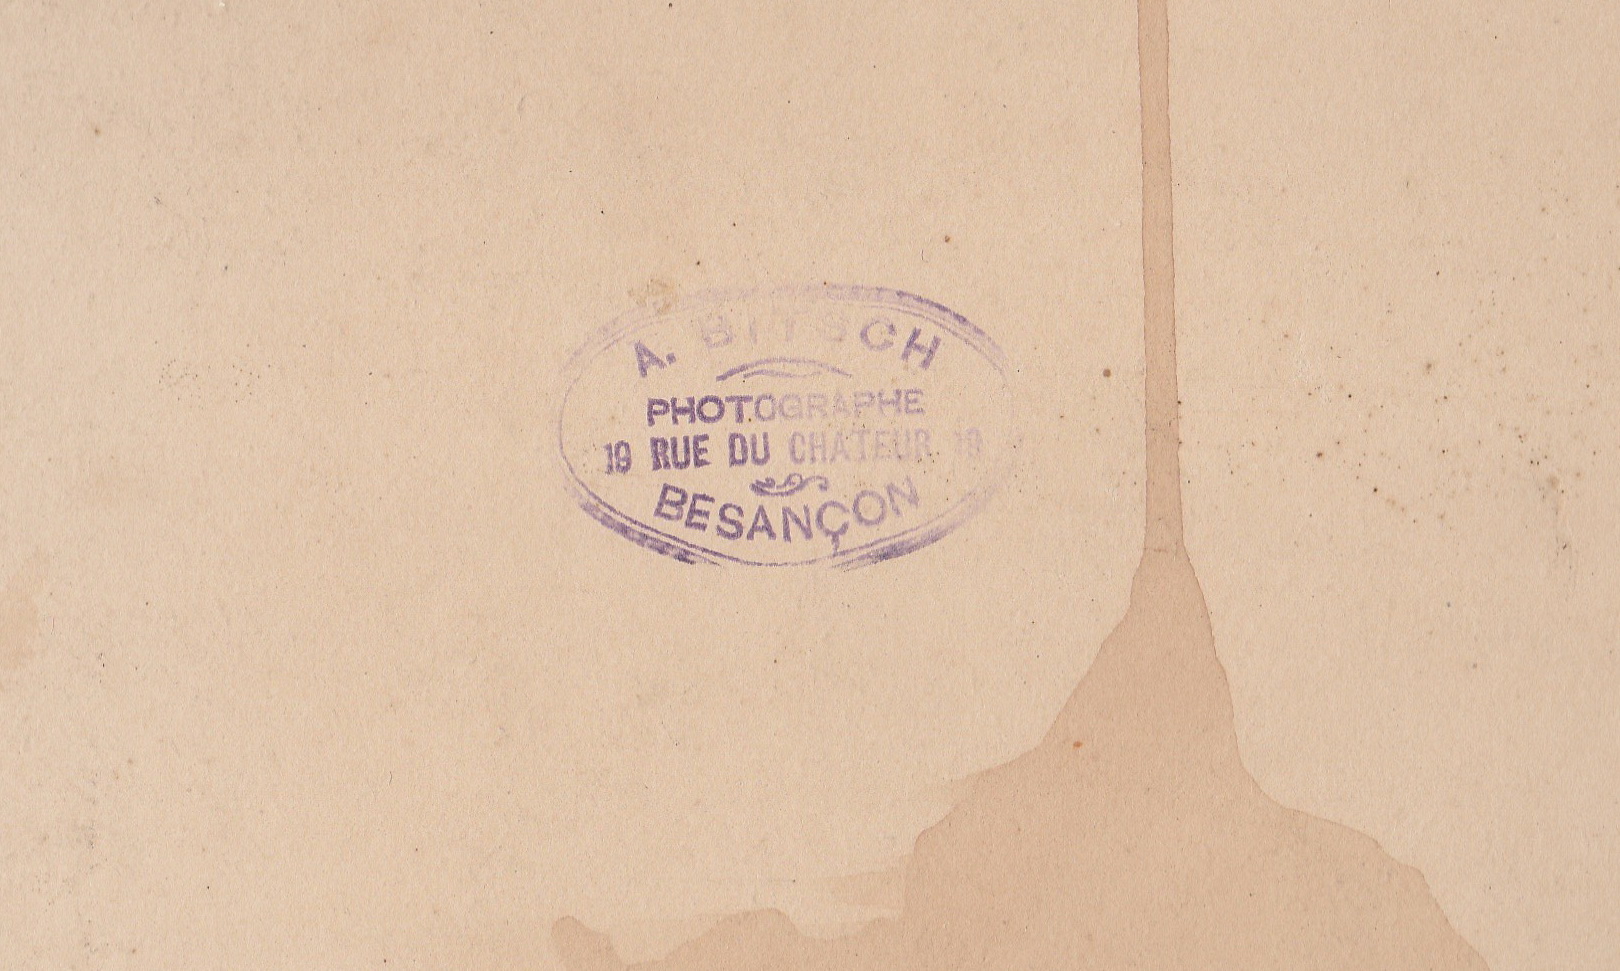 A. BITSCH
PHOTOGRAPHE
19 RUE DU CHATEUR 19
BESANÇON